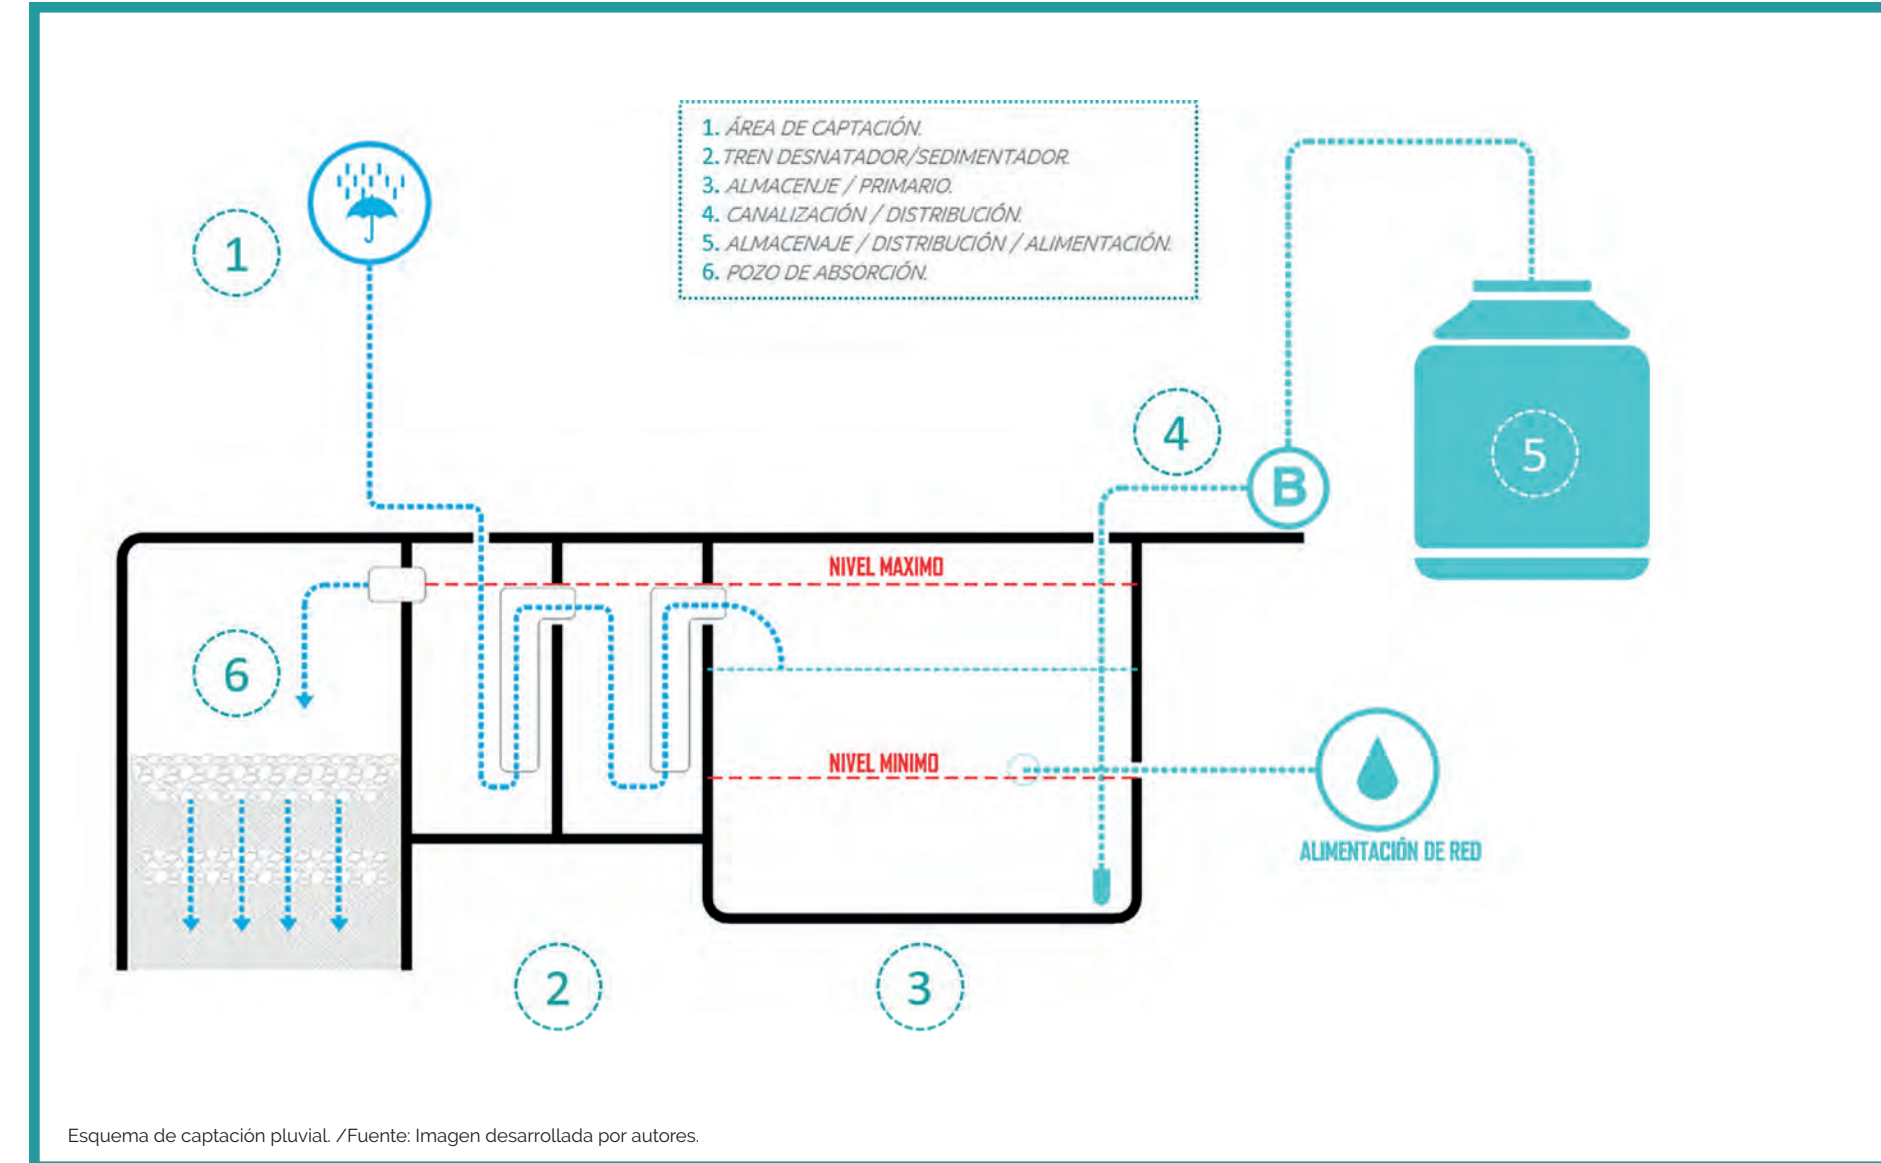 1. ÁREA DE CAPTACIÓN.
2. TREN DESNATADOR/SEDIMENTADOR.
3. ALMACENJE / PRIMARIO.
4. CANALIZACIÓN / DISTRIBUCIÓN.
5. ALMACENAJE / DISTRIBUCIÓN / ALIMENTACIÓN.
6. POZO DE ABSORCIÓN.
1
4
5
B
NIVEL MAXIMO
6
NIVEL MINIMO
ALIMENTACIÓN DE RED
2
3
Esquema de captación pluvial. /Fuente: Imagen desarrollada por autores.